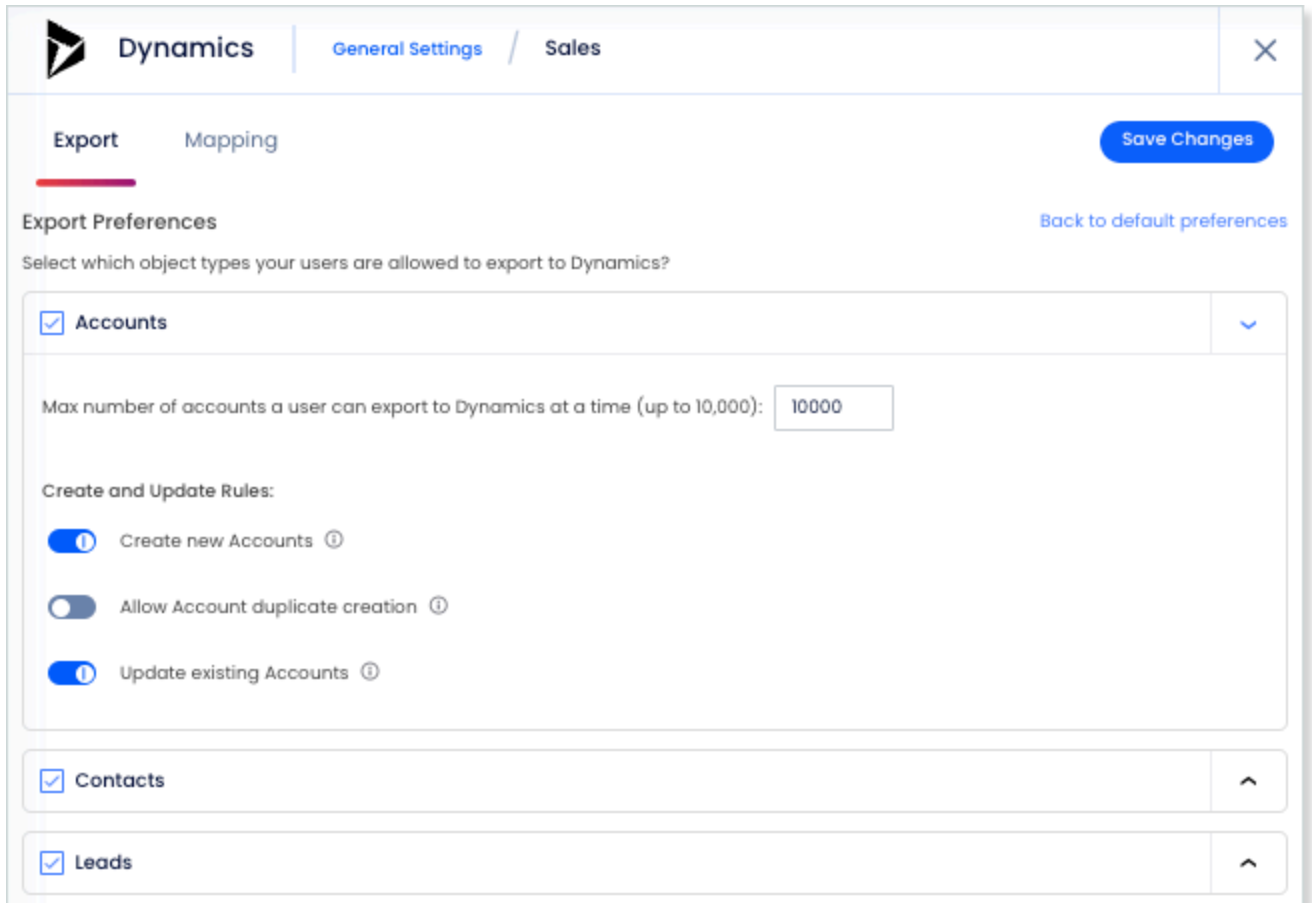 Dynamics General Settings / Sales
Export Mapping Save Changes
Export Preferences Back to default preferences
Select which object types your users are allowed to export to Dynamics?
Accounts
Max number of accounts a user can export to Dynamics at a time (up to 10,000): 10000
Create and Update Rules:
Create new Accounts
Allow Account duplicate creation
Update existing Accounts
Contacts
Leads